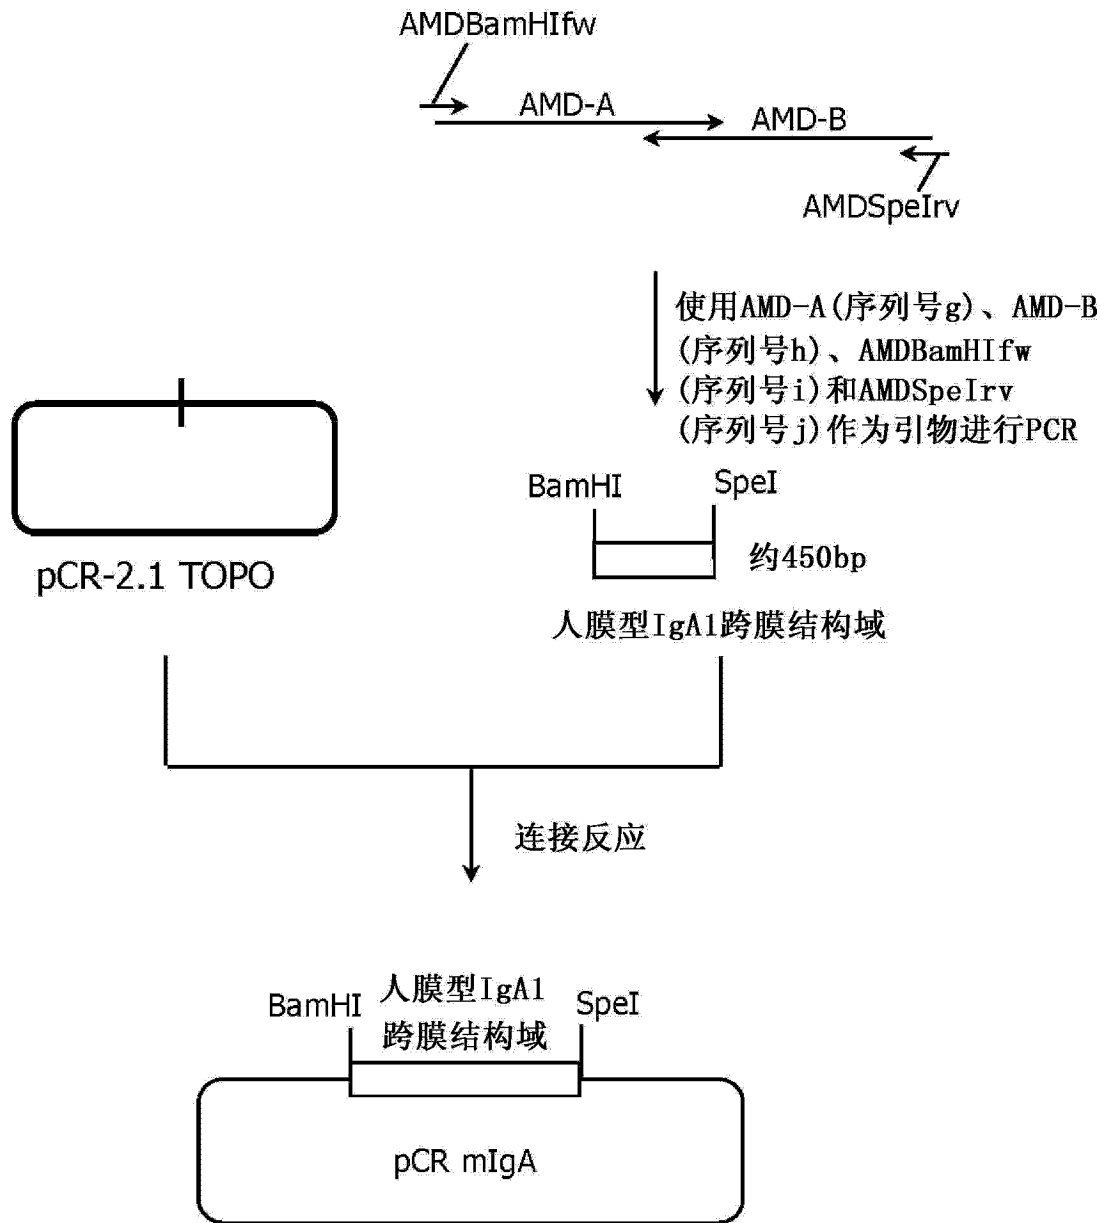 AMDBamHIfw
AMD-A
AMD-B
AMDSpeIrv
使用AMD-A(序列号g)、AMD-B
(序列号h)、AMDBamHIfw
(序列号i)和AMDSpeIrv
(序列号j)作为引物进行PCR
BamHI
SpeI
约450bp
pCR-2.1 TOPO
人膜型IgA1跨膜结构域
连接反应
BamHI
人膜型IgA1
跨膜结构域
SpeI
pCR mIgA